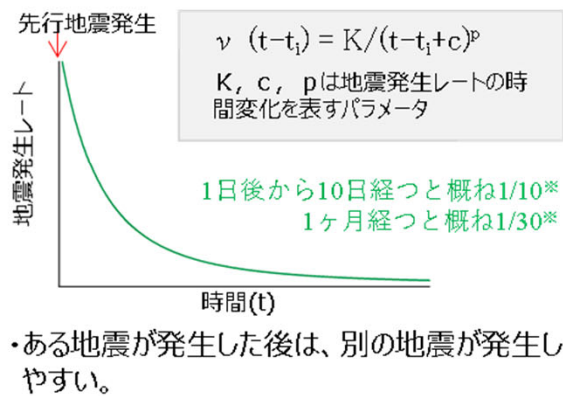 先行地震発生
ν (t−tᵢ) = K/(t−tᵢ+c)ᵖ
K, c, pは地震発生レートの時
間変化を表すパラメータ
地震発生レート
1日後から10日経つと概ね1/10※
1ヶ月経つと概ね1/30※
時間(t)
・ある地震が発生した後は、別の地震が発生し
やすい。